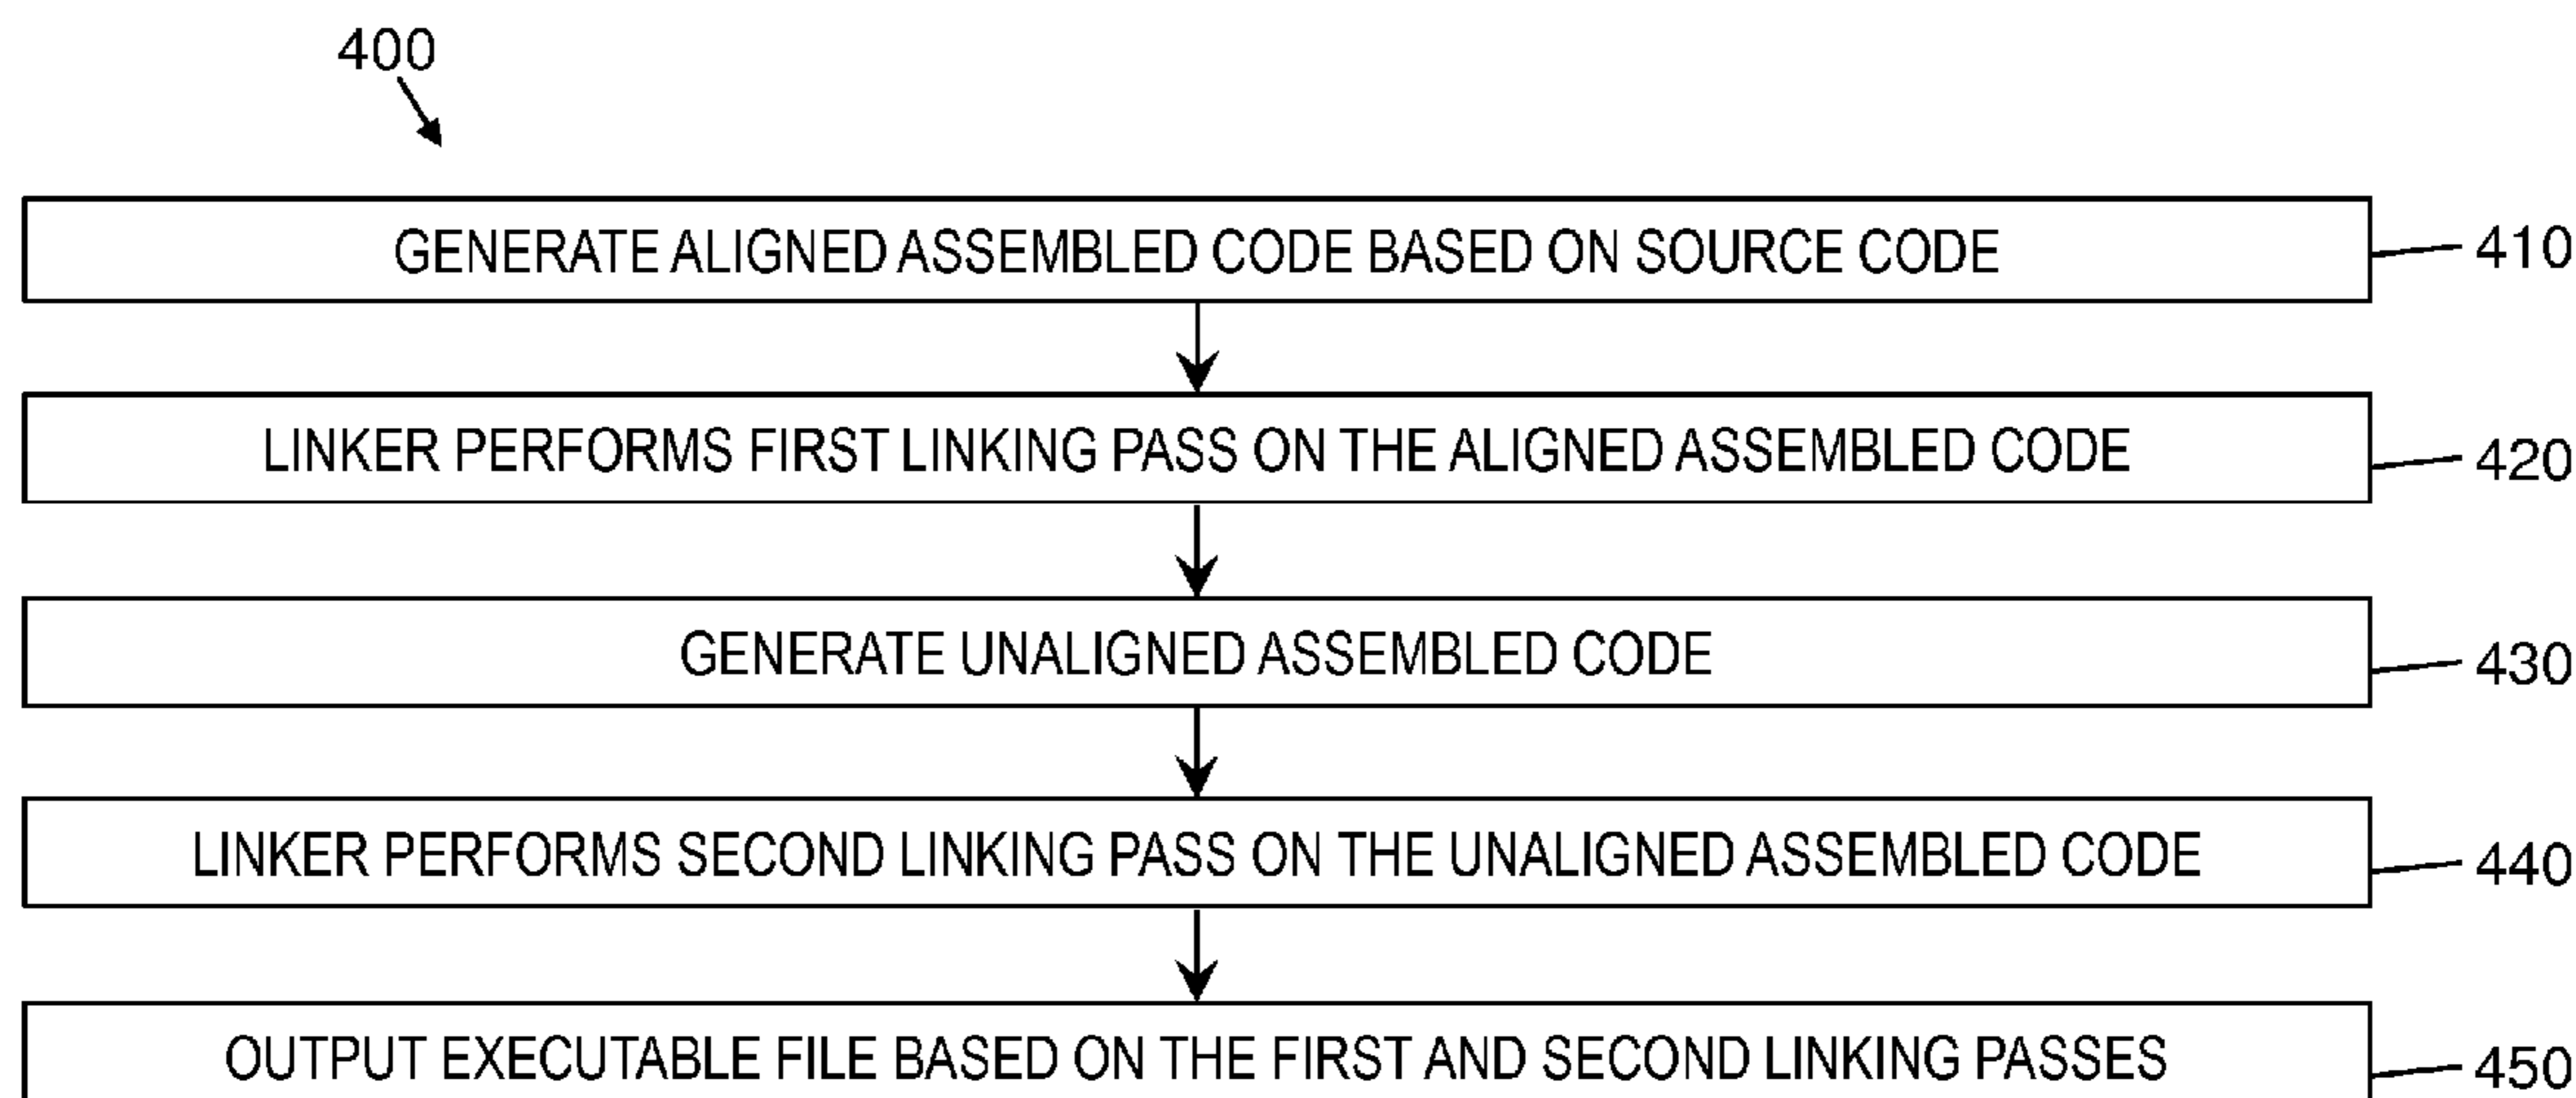 400
GENERATE ALIGNED ASSEMBLED CODE BASED ON SOURCE CODE
410
LINKER PERFORMS FIRST LINKING PASS ON THE ALIGNED ASSEMBLED CODE
420
GENERATE UNALIGNED ASSEMBLED CODE
430
LINKER PERFORMS SECOND LINKING PASS ON THE UNALIGNED ASSEMBLED CODE
440
OUTPUT EXECUTABLE FILE BASED ON THE FIRST AND SECOND LINKING PASSES
450